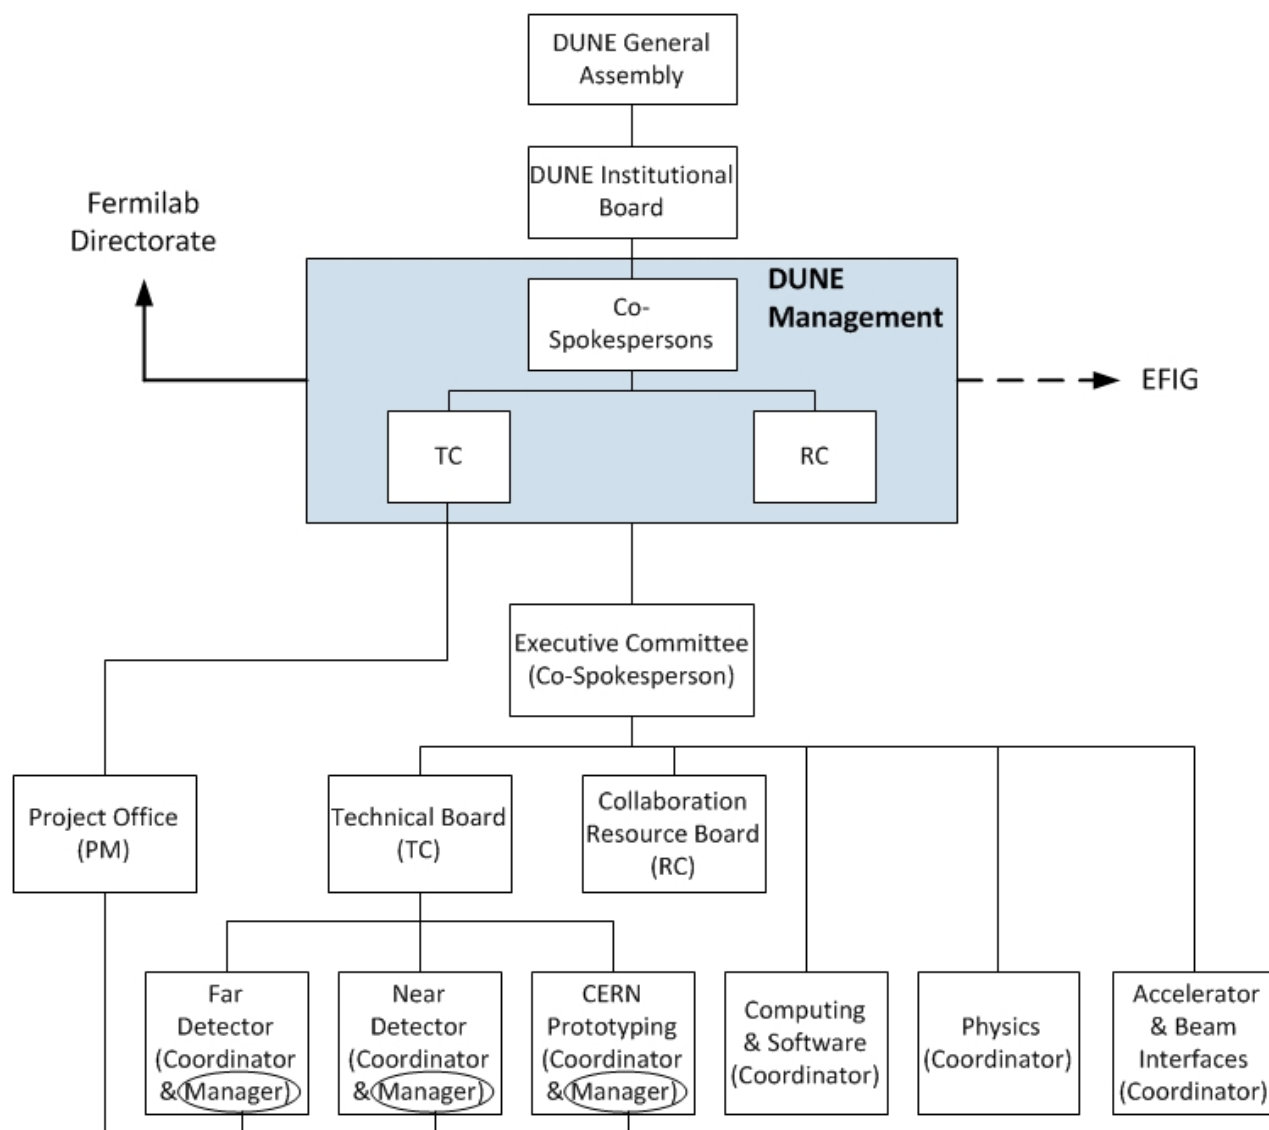 DUNE General
Assembly
DUNE Institutional
Board
Fermilab
Directorate
DUNE
Management
Co-
Spokespersons
EFIG
TC
RC
Executive Committee
(Co-Spokesperson)
Project Office
(PM)
Technical Board
(TC)
Collaboration
Resource Board
(RC)
Far
Detector
(Coordinator
& Manager)
Near
Detector
(Coordinator
& Manager)
CERN
Prototyping
(Coordinator
& Manager)
Computing
& Software
(Coordinator)
Physics
(Coordinator)
Accelerator
& Beam
Interfaces
(Coordinator)